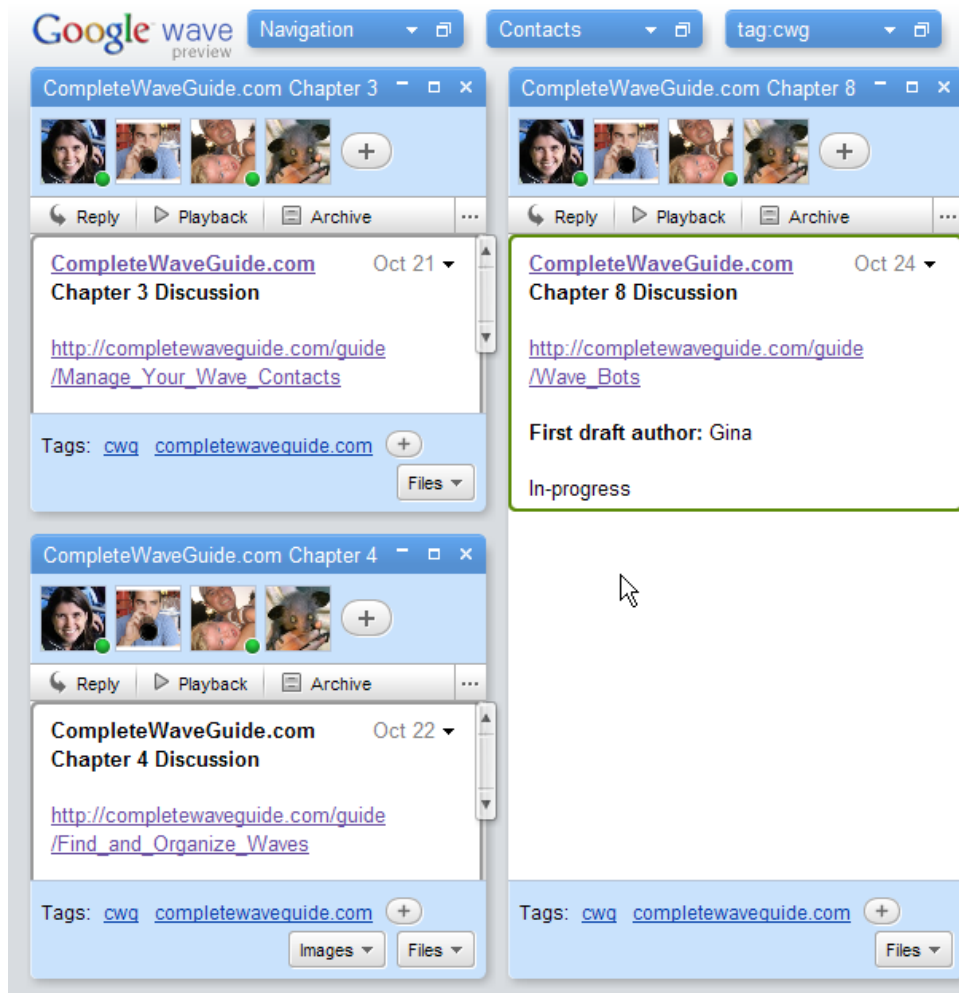 Google wave
preview
Navigation
Contacts
tag:cwg
CompleteWaveGuide.com Chapter 3
Reply Playback Archive ...
CompleteWaveGuide.com Oct 21
Chapter 3 Discussion
http://completewaveguide.com/guide
/Manage_Your_Wave_Contacts
Tags: cwg completewaveguide.com +
Files
CompleteWaveGuide.com Chapter 4
Reply Playback Archive ...
CompleteWaveGuide.com Oct 22
Chapter 4 Discussion
http://completewaveguide.com/guide
/Find_and_Organize_Waves
Tags: cwg completewaveguide.com +
Images Files
CompleteWaveGuide.com Chapter 8
Reply Playback Archive ...
CompleteWaveGuide.com Oct 24
Chapter 8 Discussion
http://completewaveguide.com/guide
/Wave_Bots
First draft author: Gina
In-progress
Tags: cwg completewaveguide.com +
Files